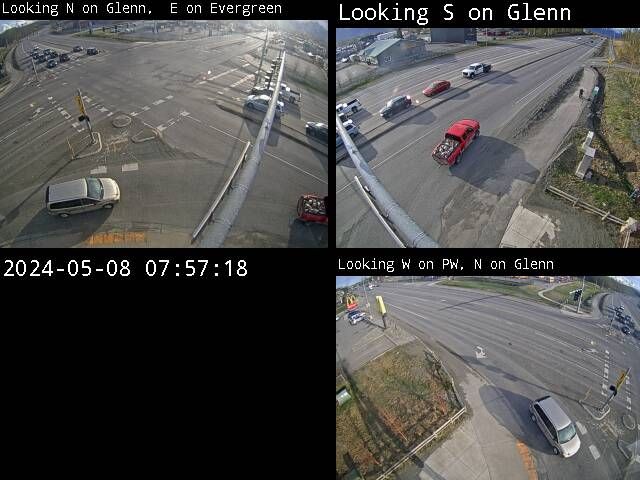 Looking N on Glenn, E on Evergreen
Looking S on Glenn
2024-05-08 07:57:18
Looking W on PW, N on Glenn